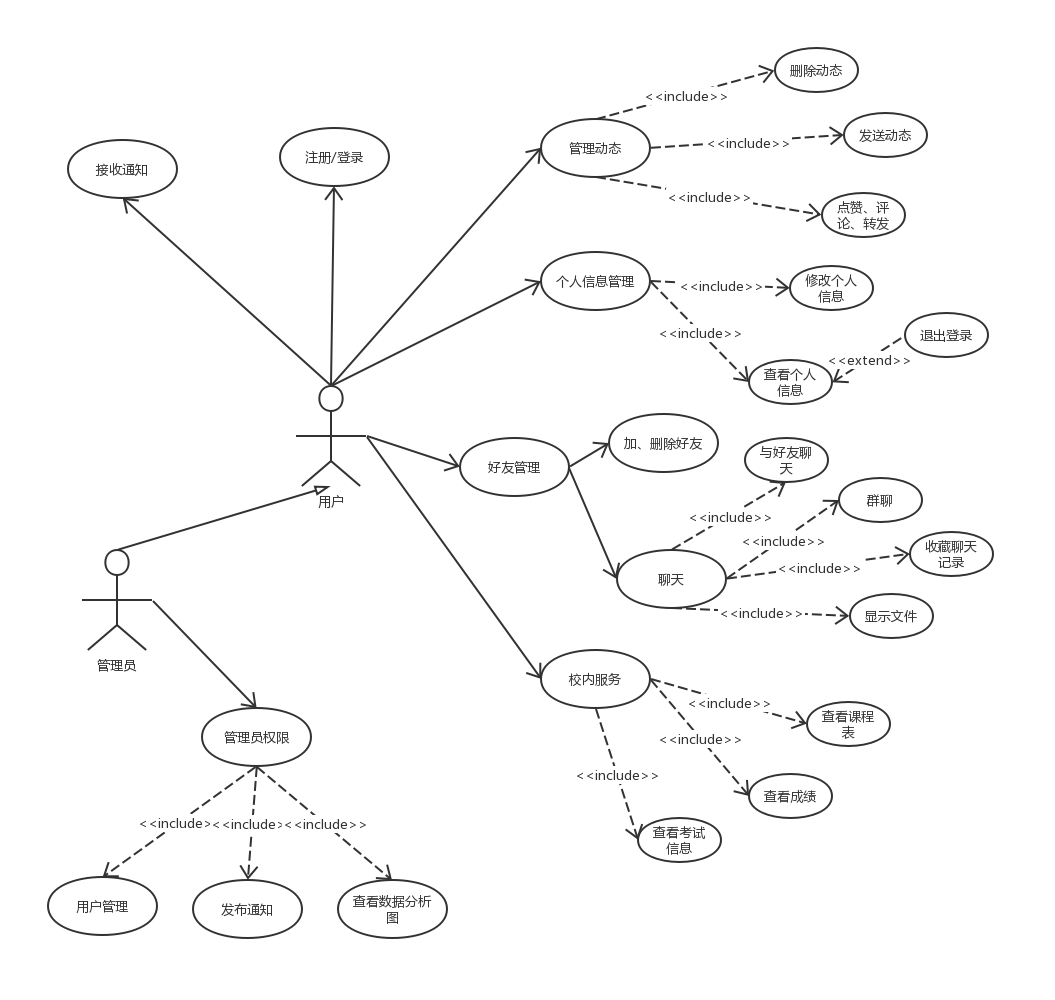 删除动态
<<include>>
管理动态
<<include>>
发送动态
<<include>>
点赞、评
论、转发
接收通知
注册/登录
个人信息管理
<<include>>
修改个人
信息
<<include>>
退出登录
<<extend>>
查看个人
信息
用户
好友管理
加、删除好友
与好友聊
天
<<include>>
群聊
<<include>>
收藏聊天
记录
<<include>>
聊天
<<include>>
显示文件
管理员
校内服务
<<include>>
查看课程
表
<<include>>
查看成绩
<<include>>
查看考试
信息
管理员权限
<<include>
<<include>
<<include>>
用户管理
发布通知
查看数据分析
图